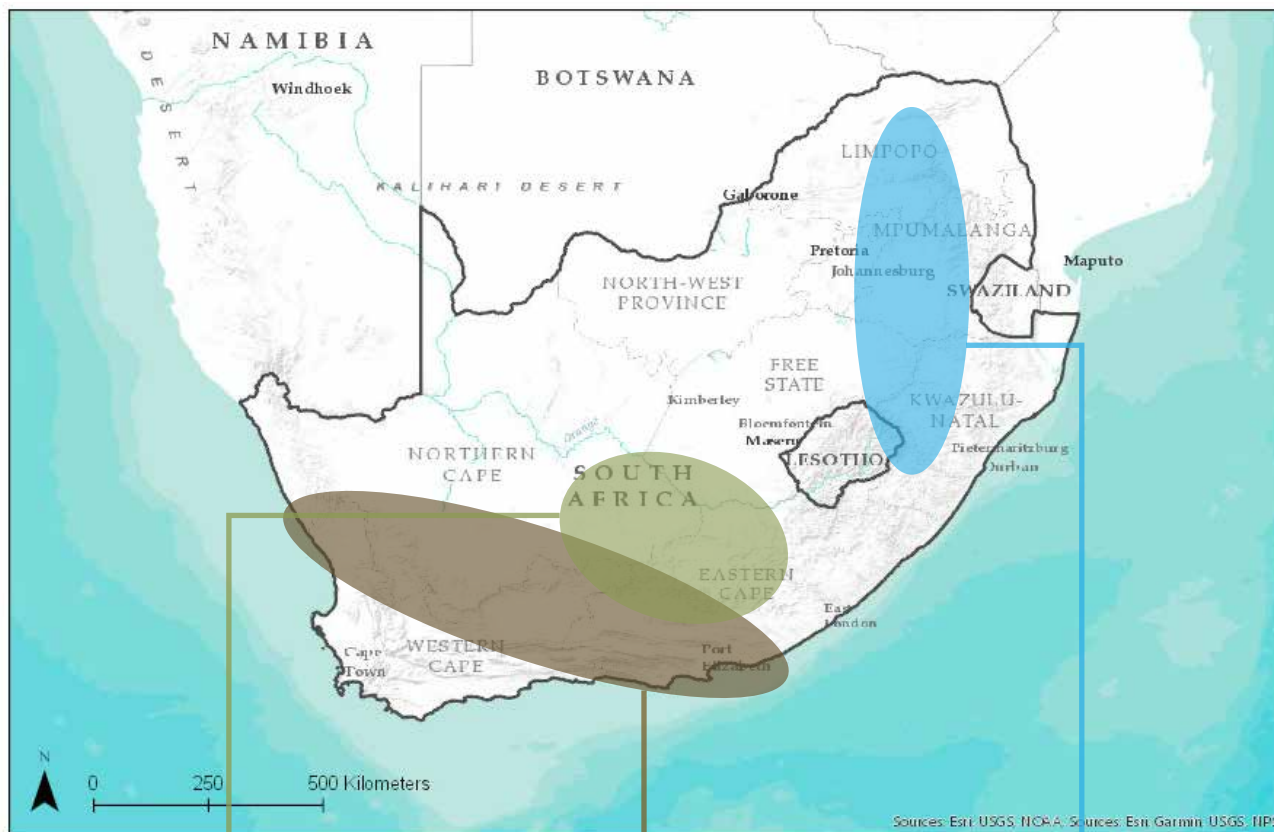 NAMIBIA
BOTSWANA
Windhoek
DESERT
KALIHARI DESERT
LIMPOPO
Gaborone
MPUMALANGA
Pretoria
Johannesburg
Maputo
SWAZILAND
NORTH-WEST
PROVINCE
FREE
STATE
Kimberley
KWAZULU-
NATAL
Bloemfontein
Maseru
Orange
Pietermaritzburg
Durban
LESOTHO
NORTHERN
CAPE
SOUTH
AFRICA
EASTERN
CAPE
East
London
WESTERN
CAPE
Port
Elizabeth
Cape
Town
N
0 250 500 Kilometers
Sources: Esri, USGS, NOAA, Sources: Esri, Garmin, USGS, NPS